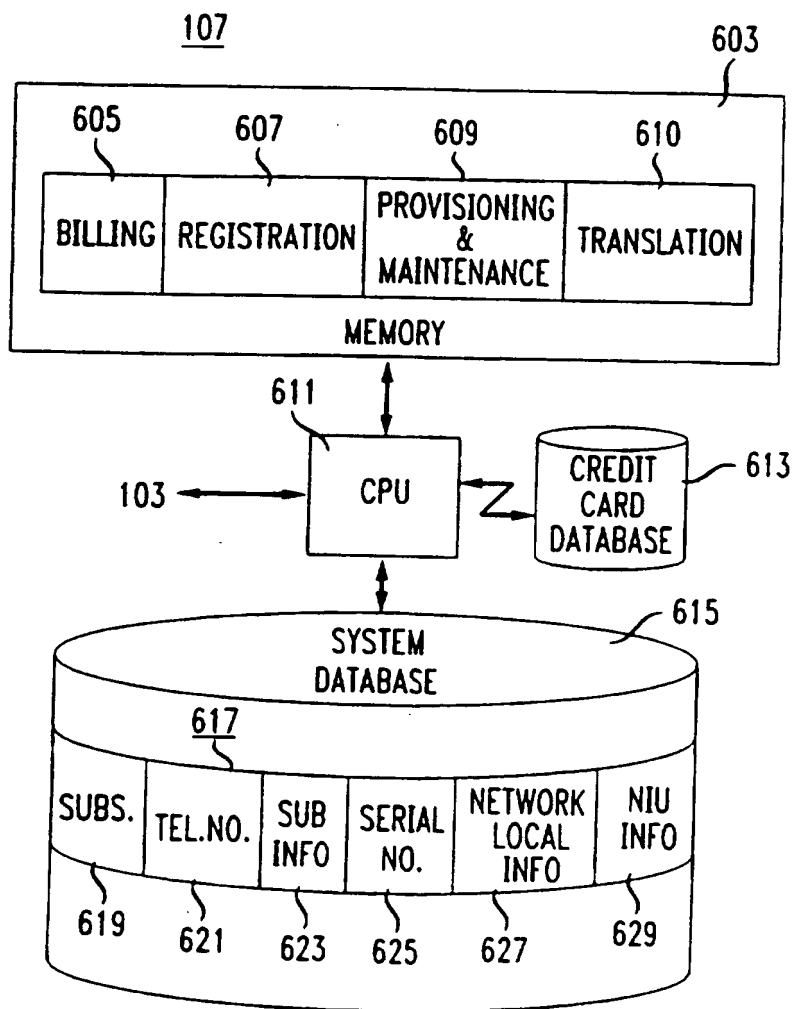 107
603
605
607
609
610
BILLING
REGISTRATION
PROVISIONING
&
MAINTENANCE
TRANSLATION
MEMORY
611
CPU
103
CREDIT
CARD
DATABASE
613
SYSTEM
DATABASE
615
617
SUBS.
TEL.NO.
SUB
INFO
SERIAL
NO.
NETWORK
LOCAL
INFO
NIU
INFO
619
621
623
625
627
629